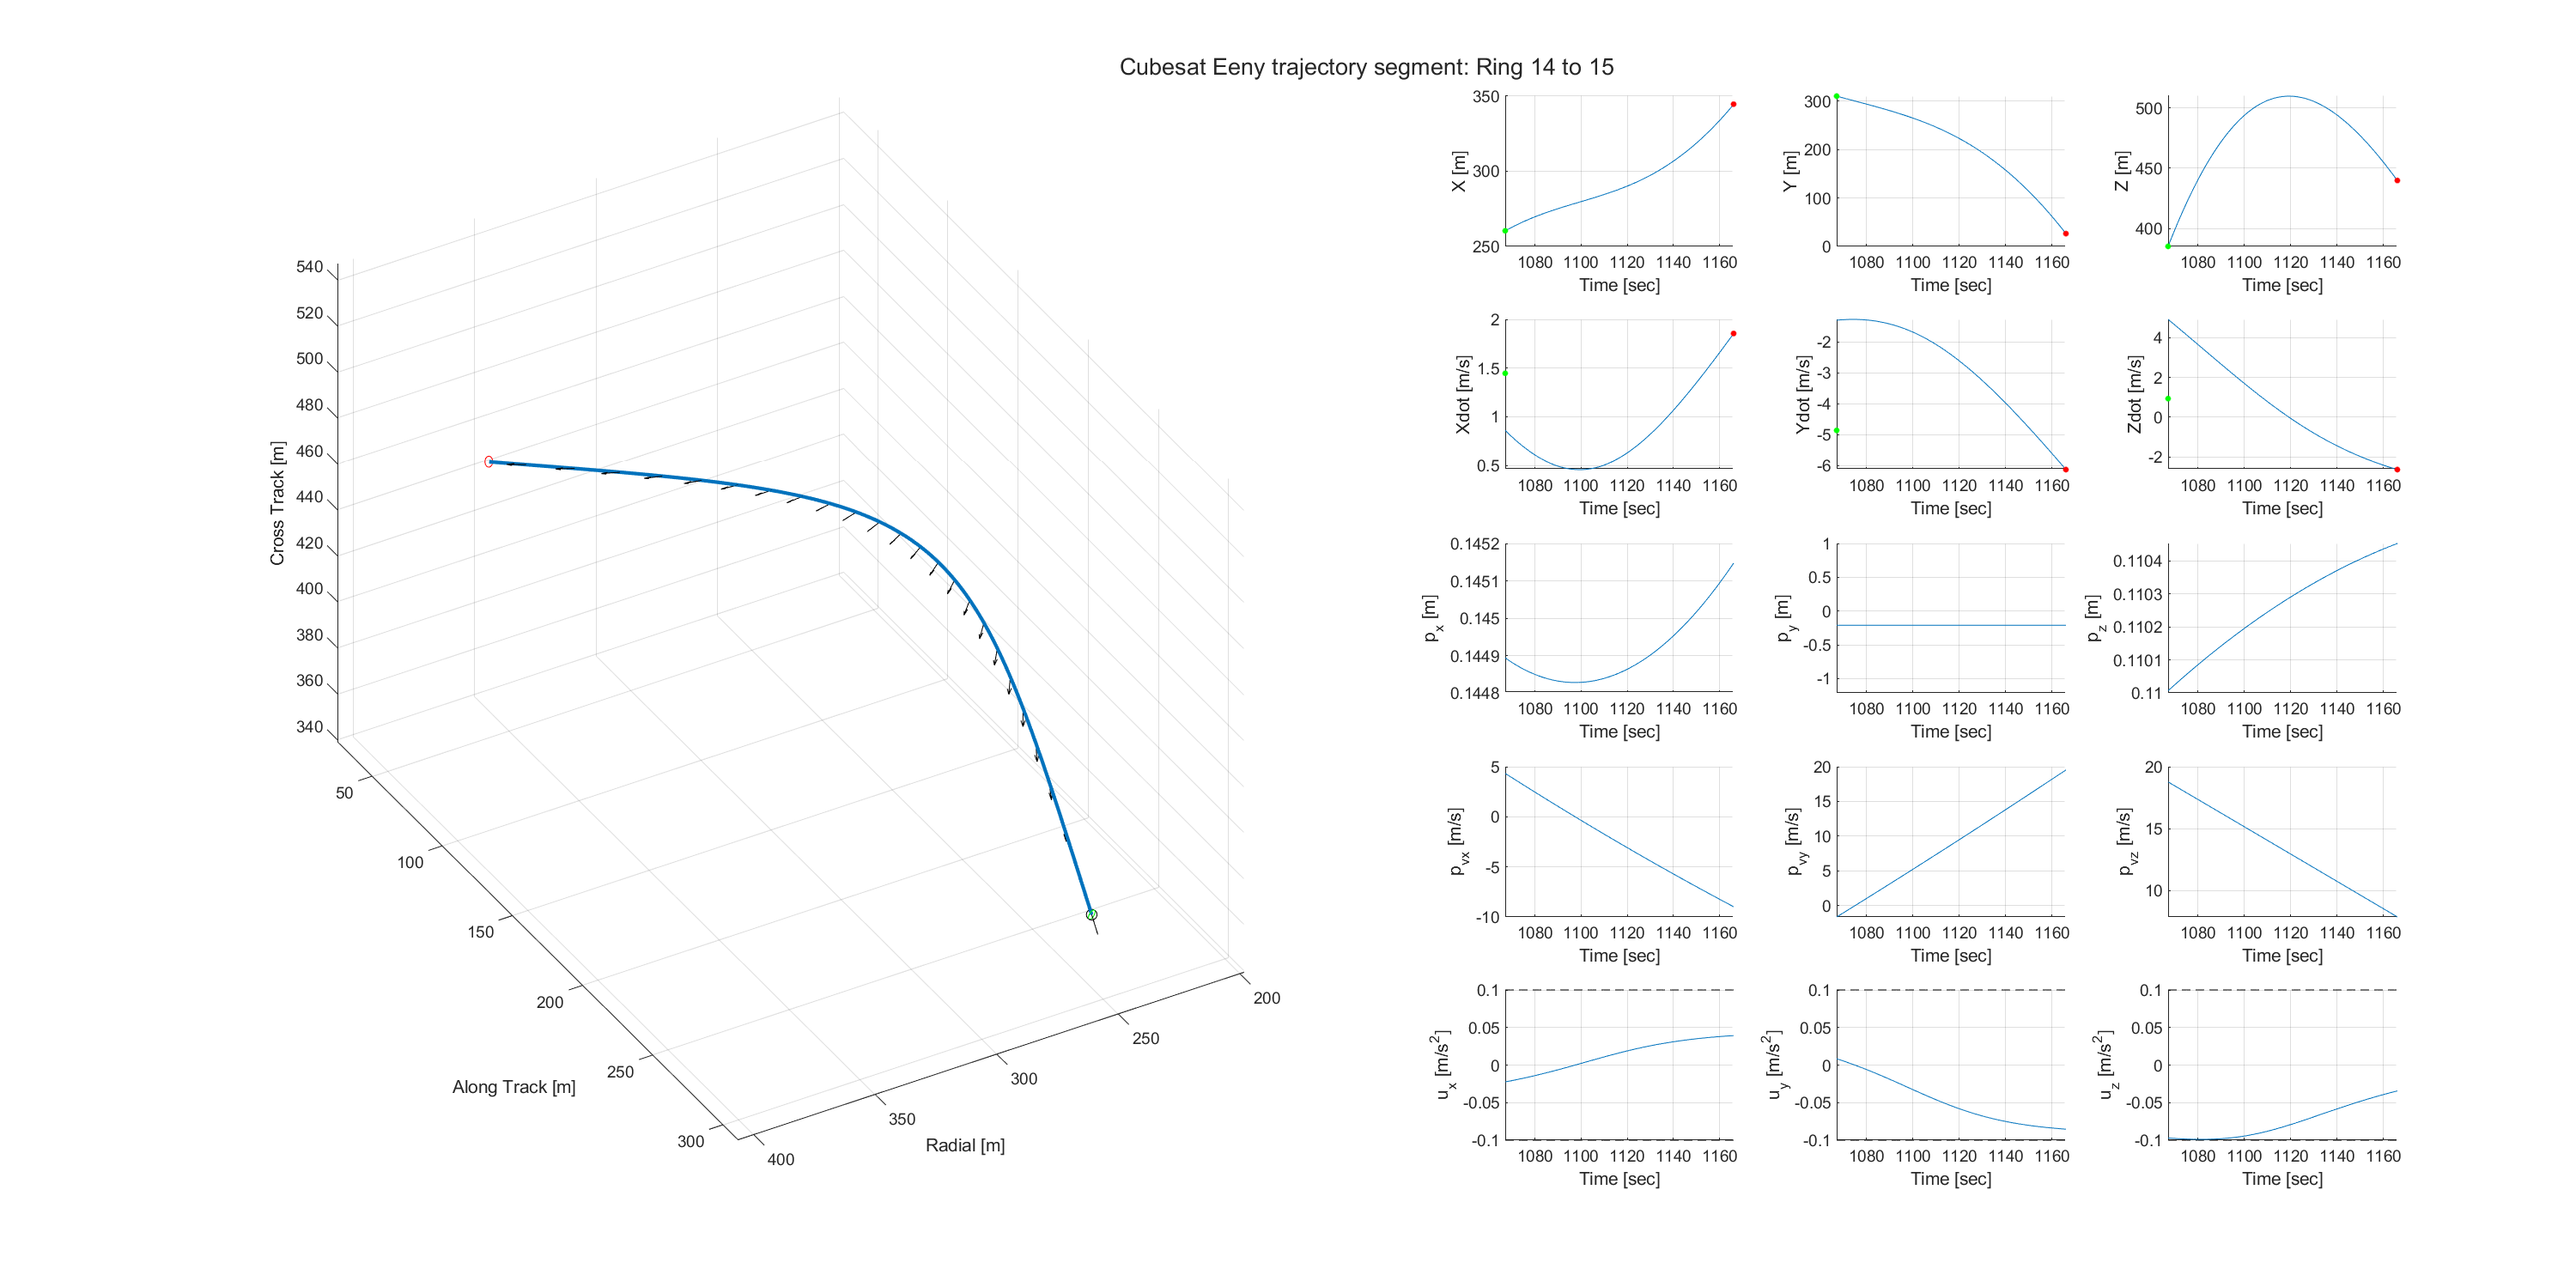 Cubesat Eeny trajectory segment: Ring 14 to 15
540
520
500
480
460
440
420
400
380
360
340
Cross Track [m]
50
100
150
200
250
300
Along Track [m]
400
350
300
250
200
Radial [m]
350
300
250
X [m]
1080 1100 1120 1140 1160
Time [sec]
300
200
100
0
Y [m]
1080 1100 1120 1140 1160
Time [sec]
500
450
400
Z [m]
1080 1100 1120 1140 1160
Time [sec]
2
1.5
1
0.5
Xdot [m/s]
1080 1100 1120 1140 1160
Time [sec]
-2
-3
-4
-5
-6
Ydot [m/s]
1080 1100 1120 1140 1160
Time [sec]
4
2
0
-2
Zdot [m/s]
1080 1100 1120 1140 1160
Time [sec]
0.1452
0.1451
0.145
0.1449
0.1448
p_x [m]
1080 1100 1120 1140 1160
Time [sec]
1
0.5
0
-0.5
-1
p_y [m]
1080 1100 1120 1140 1160
Time [sec]
0.1104
0.1103
0.1102
0.1101
0.11
p_z [m]
1080 1100 1120 1140 1160
Time [sec]
5
0
-5
-10
p_vx [m/s]
1080 1100 1120 1140 1160
Time [sec]
20
15
10
5
0
p_vy [m/s]
1080 1100 1120 1140 1160
Time [sec]
20
15
10
p_vz [m/s]
1080 1100 1120 1140 1160
Time [sec]
0.1
0.05
0
-0.05
-0.1
u_x [m/s²]
1080 1100 1120 1140 1160
Time [sec]
0.1
0.05
0
-0.05
-0.1
u_y [m/s²]
1080 1100 1120 1140 1160
Time [sec]
0.1
0.05
0
-0.05
-0.1
u_z [m/s²]
1080 1100 1120 1140 1160
Time [sec]